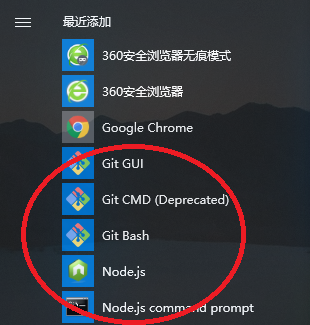 最近添加
360安全浏览器无痕模式
360安全浏览器
Google Chrome
Git GUI
Git CMD (Deprecated)
Git Bash
Node.js
Node.js command prompt